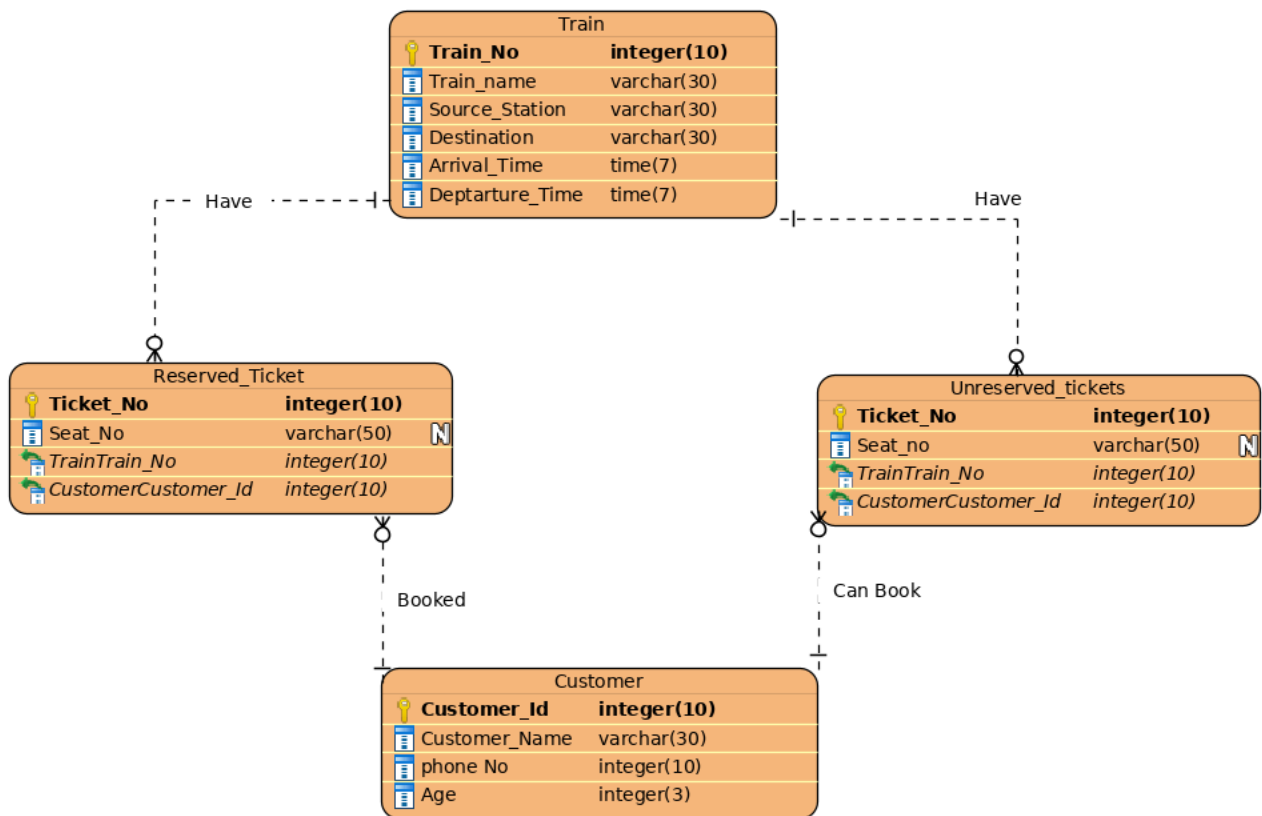 Train
Train_No integer(10)
Train_name varchar(30)
Source_Station varchar(30)
Destination varchar(30)
Arrival_Time time(7)
Deptarture_Time time(7)
Have
Have
Reserved_Ticket
Ticket_No integer(10)
Seat_No varchar(50) N
TrainTrain_No integer(10)
CustomerCustomer_Id integer(10)
Unreserved_tickets
Ticket_No integer(10)
Seat_no varchar(50) N
TrainTrain_No integer(10)
CustomerCustomer_Id integer(10)
Booked
Can Book
Customer
Customer_Id integer(10)
Customer_Name varchar(30)
phone No integer(10)
Age integer(3)